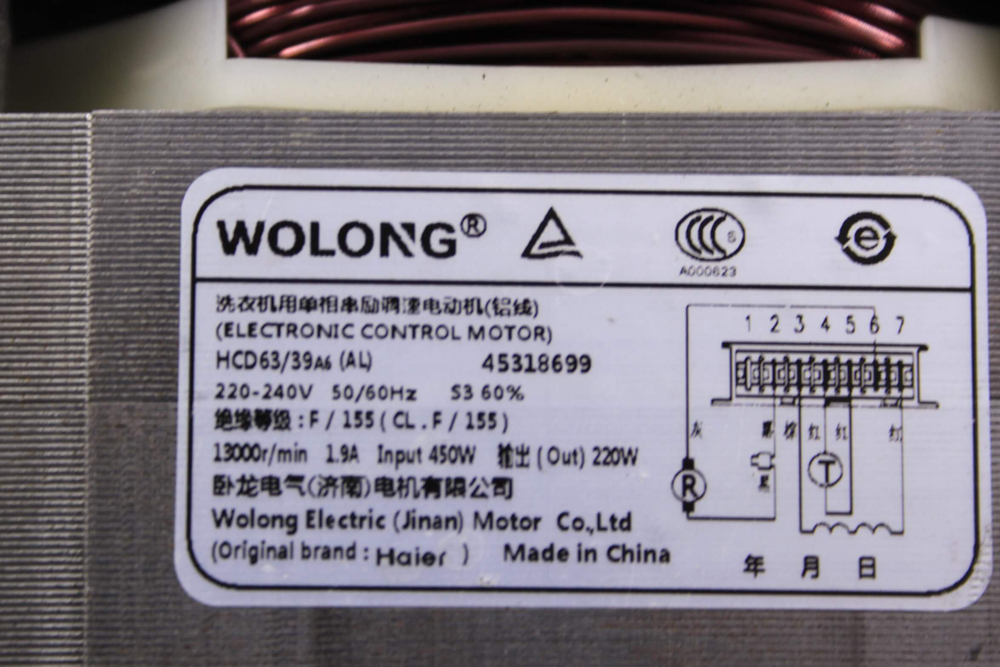 WOLONG®
A000623
洗衣机用单相串励调速电动机(铝线)
(ELECTRONIC CONTROL MOTOR)
HCD63/39A6 (AL) 45318699
220-240V 50/60Hz S3 60%
绝缘等级:F/155(CL.F/155)
13000r/min 1.9A Input 450W 输出(Out)220W
卧龙电气(济南)电机有限公司
Wolong Electric (Jinan) Motor Co.,Ltd
(Original brand: Haier) Made in China
1 2 3 4 5 6 7
灰 黑 棕 红 红 红
R T
年 月 日